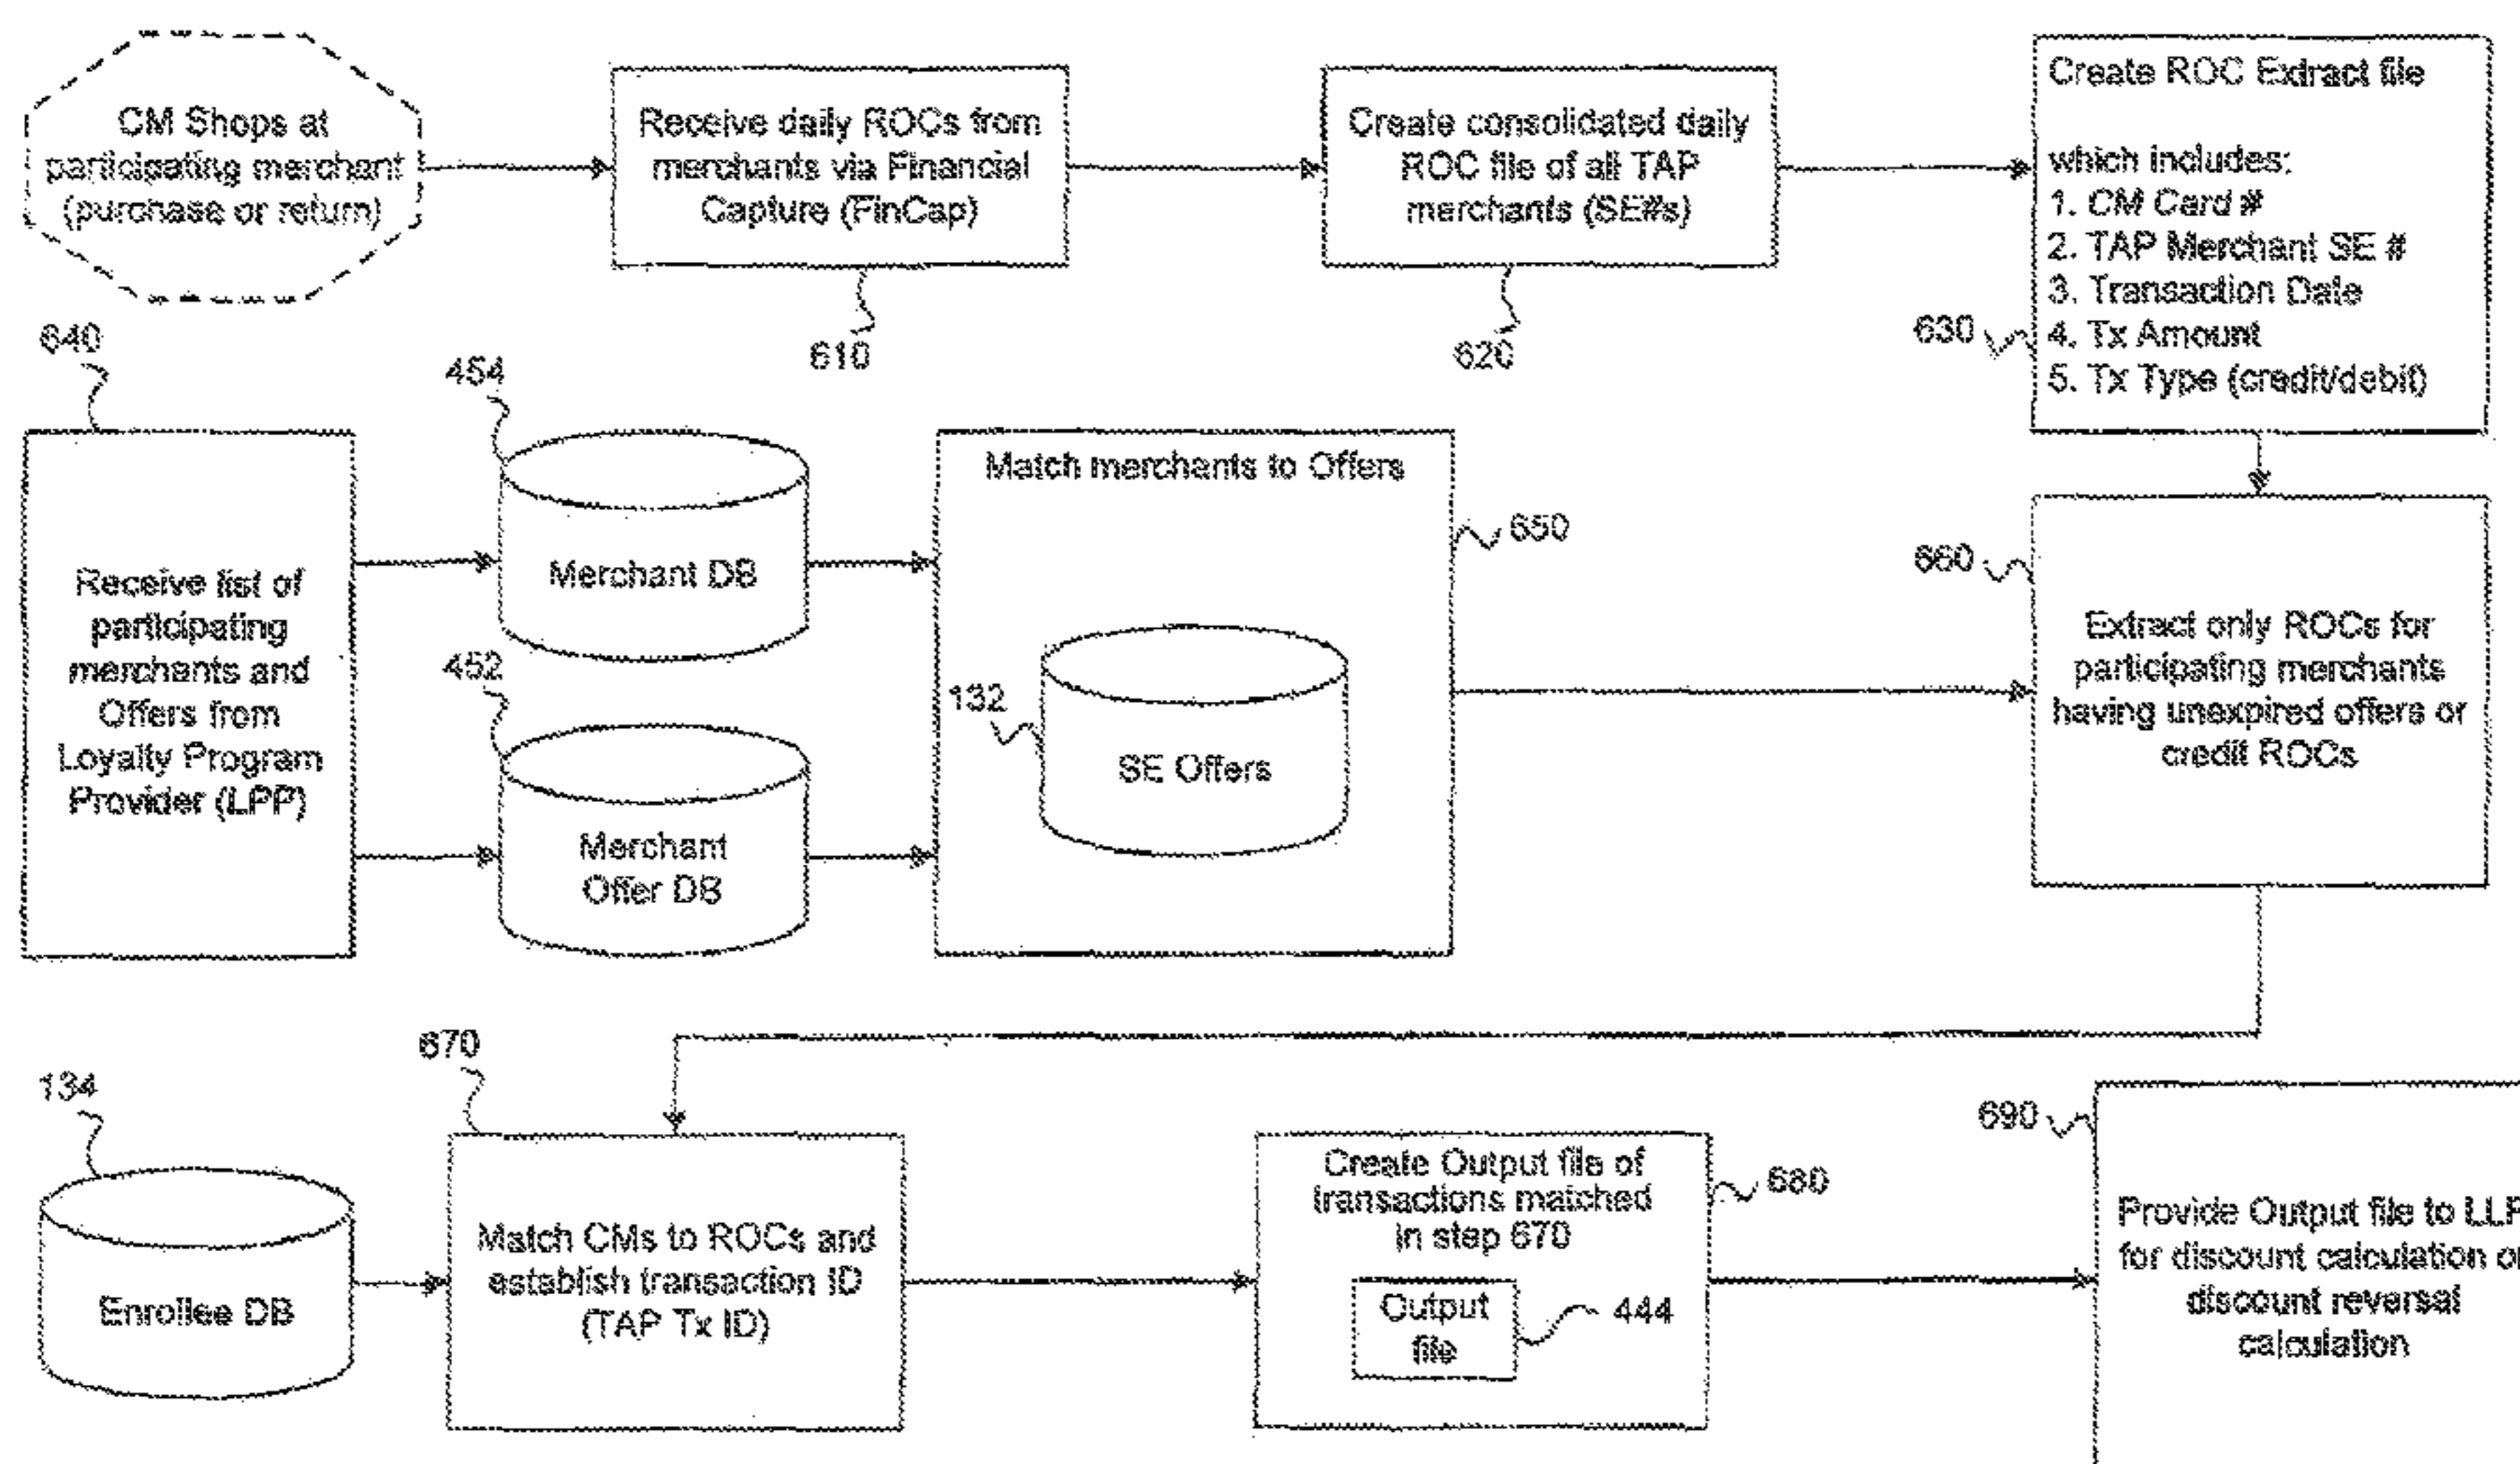 CM Shops at
participating merchant
(purchase or return)
Receive daily ROCs from
merchants via Financial
Capture (FinCap)
610
Create consolidated daily
ROC file of all TAP
merchants (SE#s)
620
Create ROC Extract file
which includes:
1. CM Card #
2. TAP Merchant SE #
3. Transaction Date
4. Tx Amount
5. Tx Type (credit/debit)
630
640
Receive list of
participating
merchants and
Offers from
Loyalty Program
Provider (LPP)
454
Merchant DB
452
Merchant
Offer DB
Match merchants to Offers
650
132
SE Offers
660
Extract only ROCs for
participating merchants
having unexpired offers or
credit ROCs
134
Enrollee DB
670
Match CMs to ROCs and
establish transaction ID
(TAP Tx ID)
Create Output file of
transactions matched
in step 670
680
Output
file
444
690
Provide Output file to LLP
for discount calculation or
discount reversal
calculation